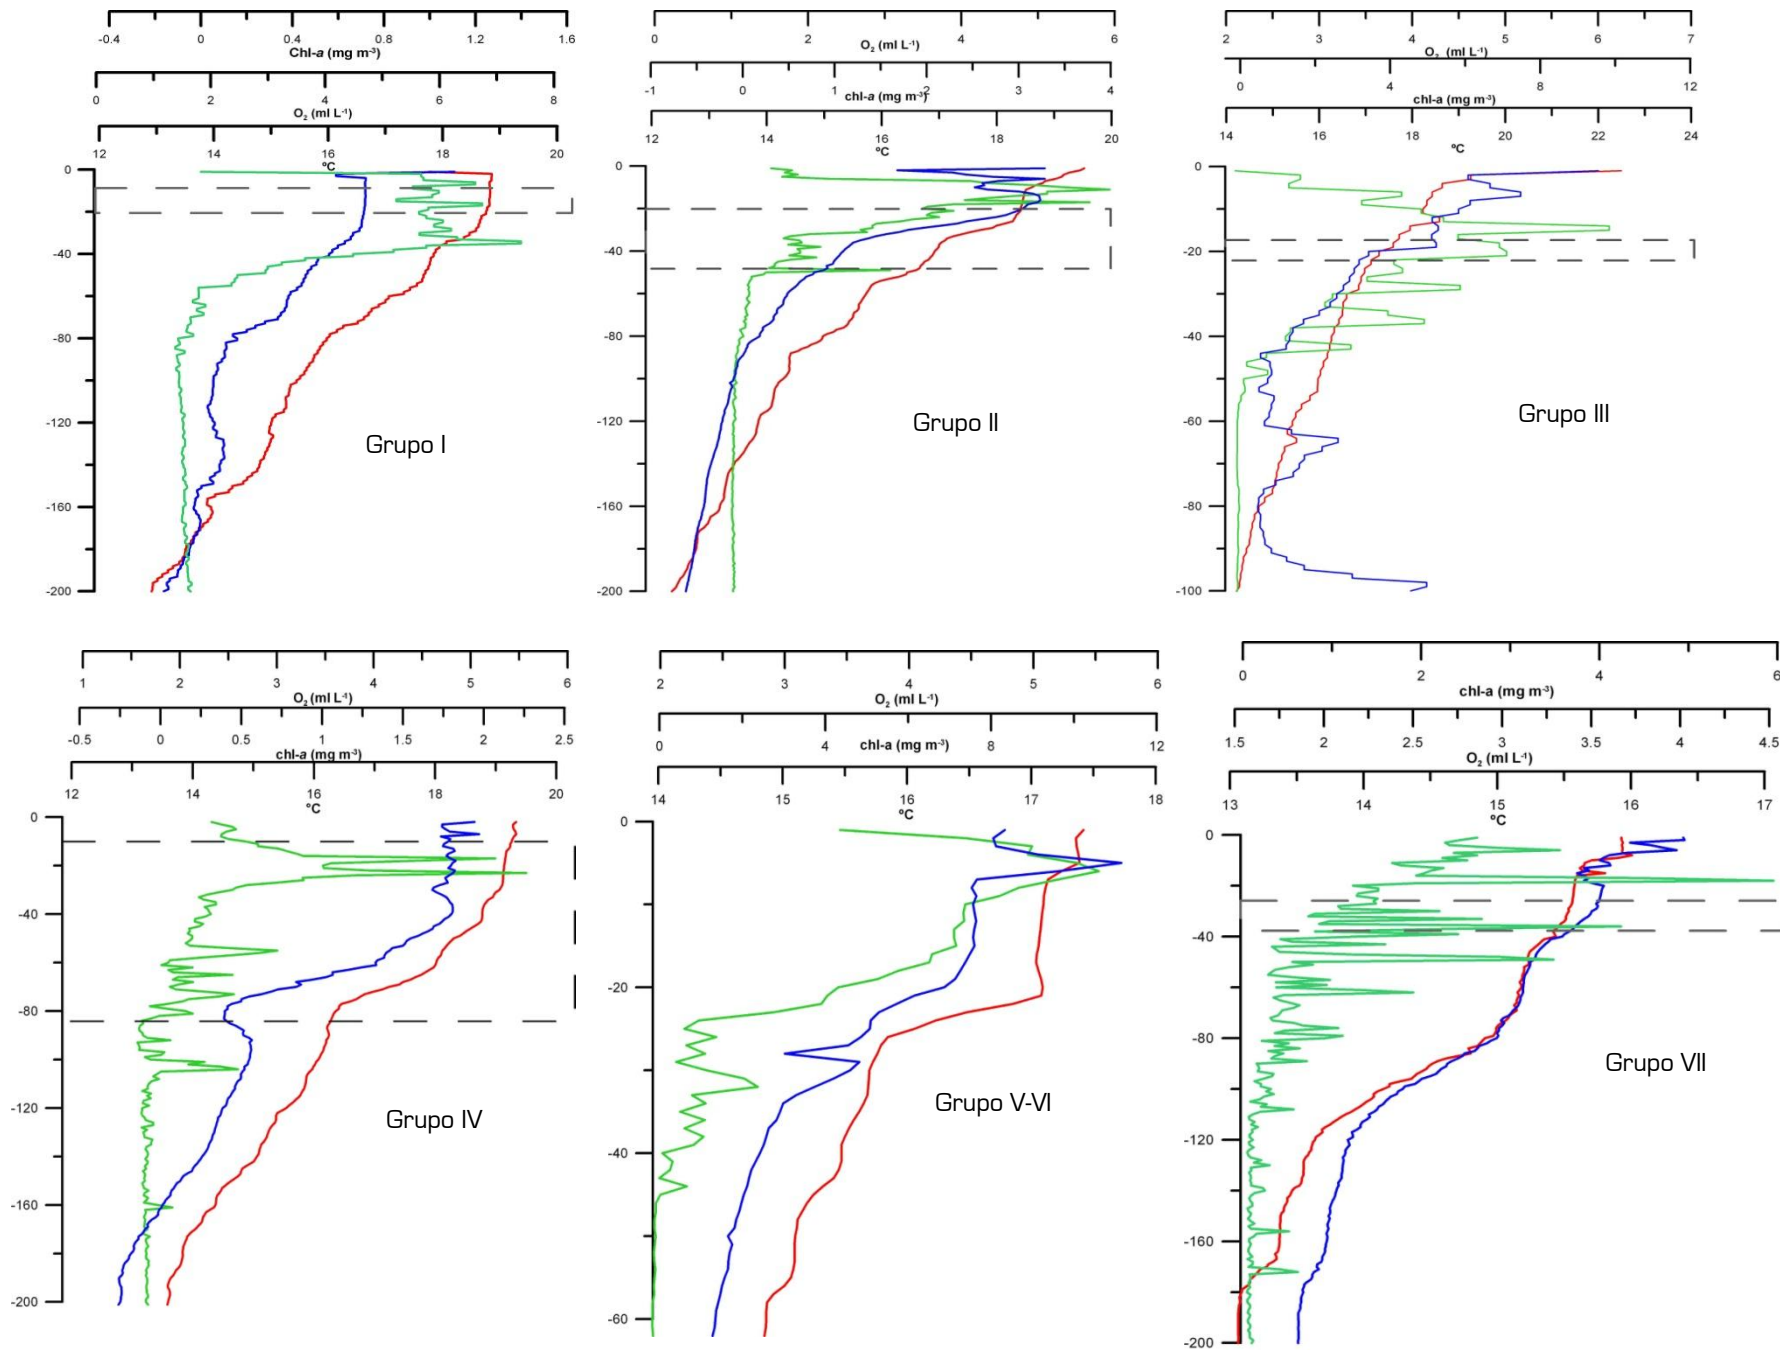 -0.4 0 0.4 0.8 1.2 1.6
Chl-a (mg m-3)
0 2 4 6 8
O2 (ml L-1)
12 14 16 18 20
ºC
0
-40
-80
-120
-160
-200
Grupo I
0 2 4 6
O2 (ml L-1)
-1 0 1 2 3 4
chl-a (mg m-3)
12 14 16 18 20
ºC
0
-40
-80
-120
-160
-200
Grupo II
2 3 4 5 6 7
O2 (ml L-1)
0 4 8 12
chl-a (mg m-3)
14 16 18 20 22 24
ºC
0
-20
-40
-60
-80
-100
Grupo III
1 2 3 4 5 6
O2 (ml L-1)
-0.5 0 0.5 1 1.5 2 2.5
chl-a (mg m-3)
12 14 16 18 20
ºC
0
-40
-80
-120
-160
-200
Grupo IV
2 3 4 5 6
O2 (ml L-1)
0 4 8 12
chl-a (mg m-3)
14 15 16 17 18
ºC
0
-20
-40
-60
Grupo V-VI
0 2 4 6
chl-a (mg m-3)
1.5 2 2.5 3 3.5 4 4.5
O2 (ml L-1)
13 14 15 16 17
ºC
0
-40
-80
-120
-160
-200
Grupo VII